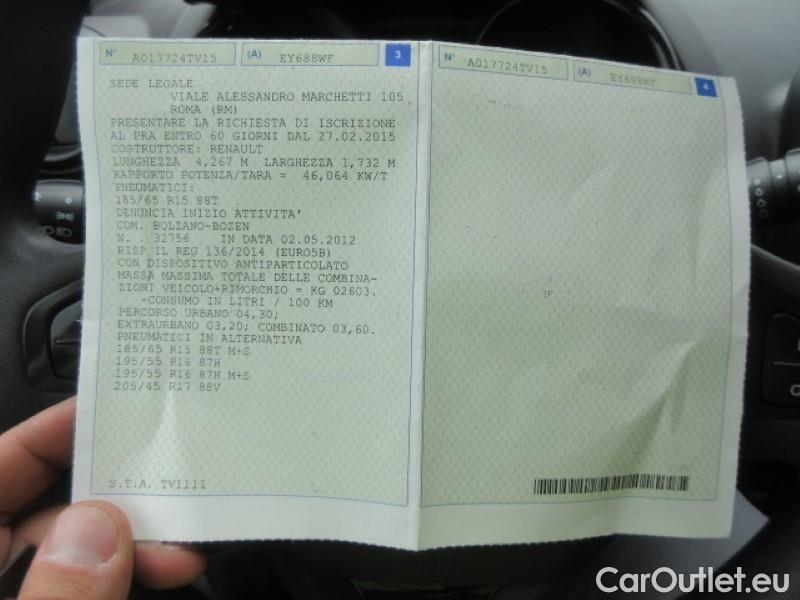 N° A017724TV15 (A) EY688WF 3
SEDE LEGALE
VIALE ALESSANDRO MARCHETTI 105
ROMA (RM)
PRESENTARE LA RICHIESTA DI ISCRIZIONE
AL PRA ENTRO 60 GIORNI DAL 27.02.2015
COSTRUTTORE: RENAULT
LUNGHEZZA 4,267 M LARGHEZZA 1,732 M
RAPPORTO POTENZA/TARA = 46,064 KW/T
PNEUMATICI:
185/65 R15 88T
DENUNCIA INIZIO ATTIVITA'
COM. BOLZANO-BOZEN
N. . 32756 IN DATA 02.05.2012
RISP IL REG 136/2014 (EURO5B)
CON DISPOSITIVO ANTIPARTICOLATO
MASSA MASSIMA TOTALE DELLE COMBINA-
ZIONI VEICOLO+RIMORCHIO = KG 02603.
-CONSUMO IN LITRI / 100 KM
PERCORSO URBANO 04,30;
EXTRAURBANO 03,20; COMBINATO 03,60.
PNEUMATICI IN ALTERNATIVA
185/65 R15 88T M+S
195/55 R16 87H
195/55 R16 87H M+S
205/45 R17 88V
S.T.A. TV1111
N° A017724TV15 (A) EY688WF 4
CarOutlet.eu